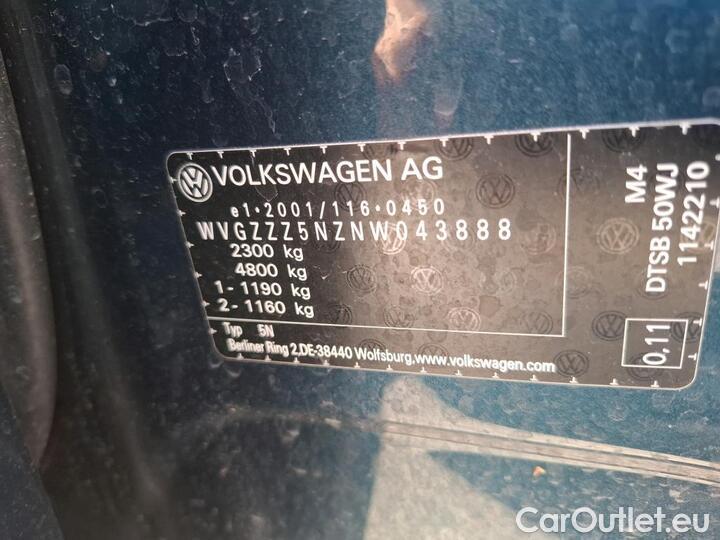 VOLKSWAGEN AG
e1*2001/116*0450
WVGZZZ5NZNW043888
2300 kg
4800 kg
1 - 1190 kg
2 - 1160 kg
Typ 5N
Berliner Ring 2,DE-38440 Wolfsburg,www.volkswagen.com
M4
DTSB 50WJ
1142210
0,11
CarOutlet.eu